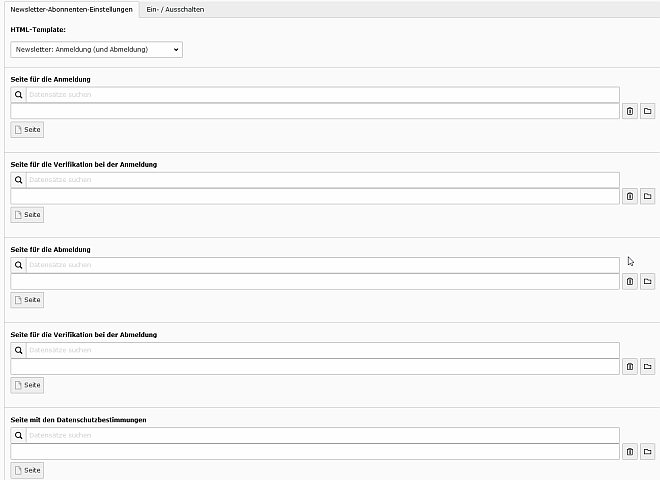 Newsletter-Abonnenten-Einstellungen Ein- / Ausschalten
HTML-Template:
Newsletter: Anmeldung (und Abmeldung)
Seite für die Anmeldung
Datensätze suchen
Seite
Seite für die Verifikation bei der Anmeldung
Datensätze suchen
Seite
Seite für die Abmeldung
Datensätze suchen
Seite
Seite für die Verifikation bei der Abmeldung
Datensätze suchen
Seite
Seite mit den Datenschutzbestimmungen
Datensätze suchen
Seite